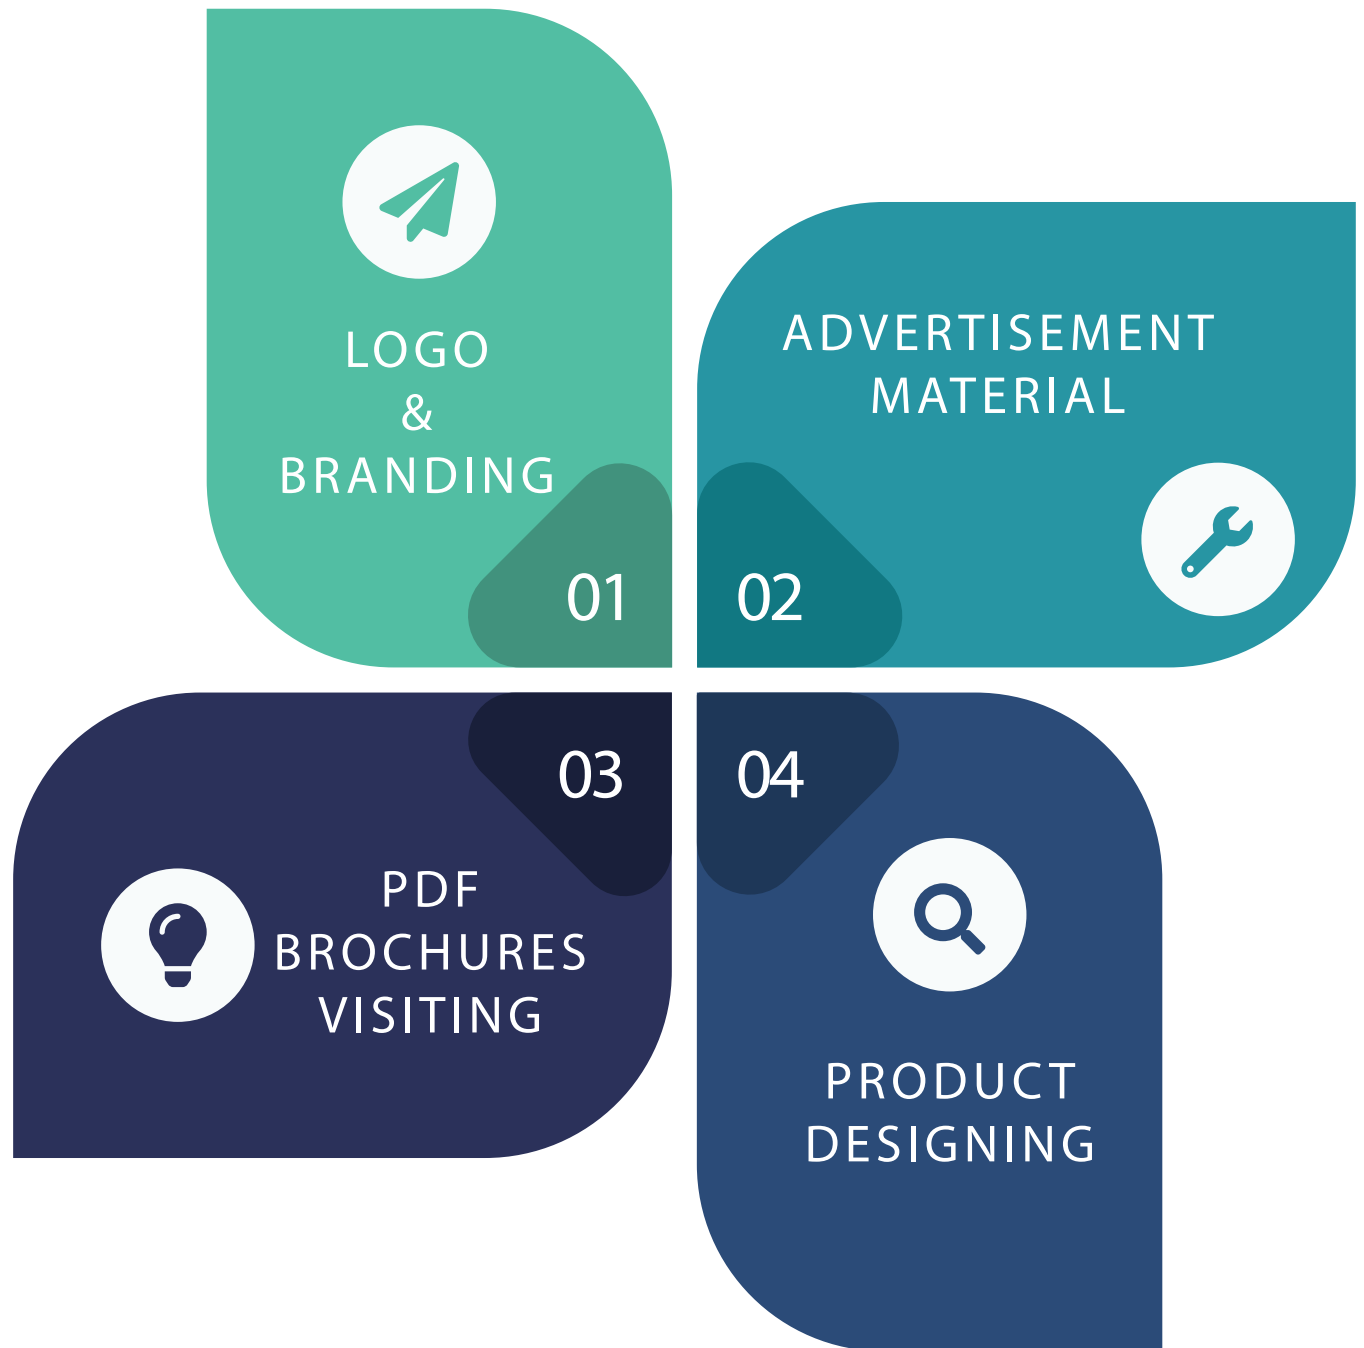 LOGO
&
BRANDING
01
ADVERTISEMENT
MATERIAL
02
03
PDF
BROCHURES
VISITING
04
PRODUCT
DESIGNING